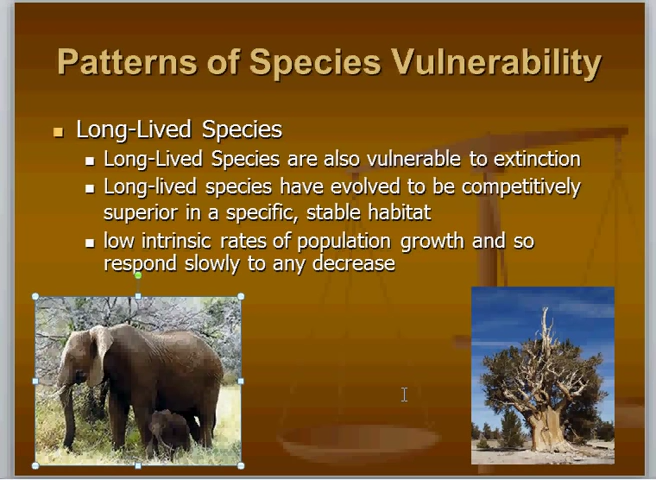 Patterns of Species Vulnerability
Long-Lived Species
Long-Lived Species are also vulnerable to extinction
Long-lived species have evolved to be competitively
superior in a specific, stable habitat
low intrinsic rates of population growth and so
respond slowly to any decrease